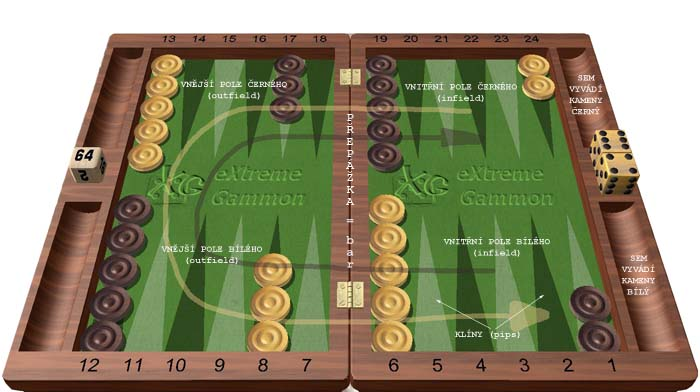 13 14 15 16 17 18 19 20 21 22 23 24
VNĚJŠÍ POLE ČERNÉHO
(outfield)
VNITŘNÍ POLE ČERNÉHO
(infield)
SEM
VYVÁDÍ
KAMENY
ČERNÝ
PŘEPÁŽKA = bar
64
2
XG eXtreme
Gammon
XG eXtreme
Gammon
VNĚJŠÍ POLE BÍLÉHO
(outfield)
VNITŘNÍ POLE BÍLÉHO
(infield)
SEM
VYVÁDÍ
KAMENY
BÍLÝ
KLÍNY (pips)
12 11 10 9 8 7 6 5 4 3 2 1